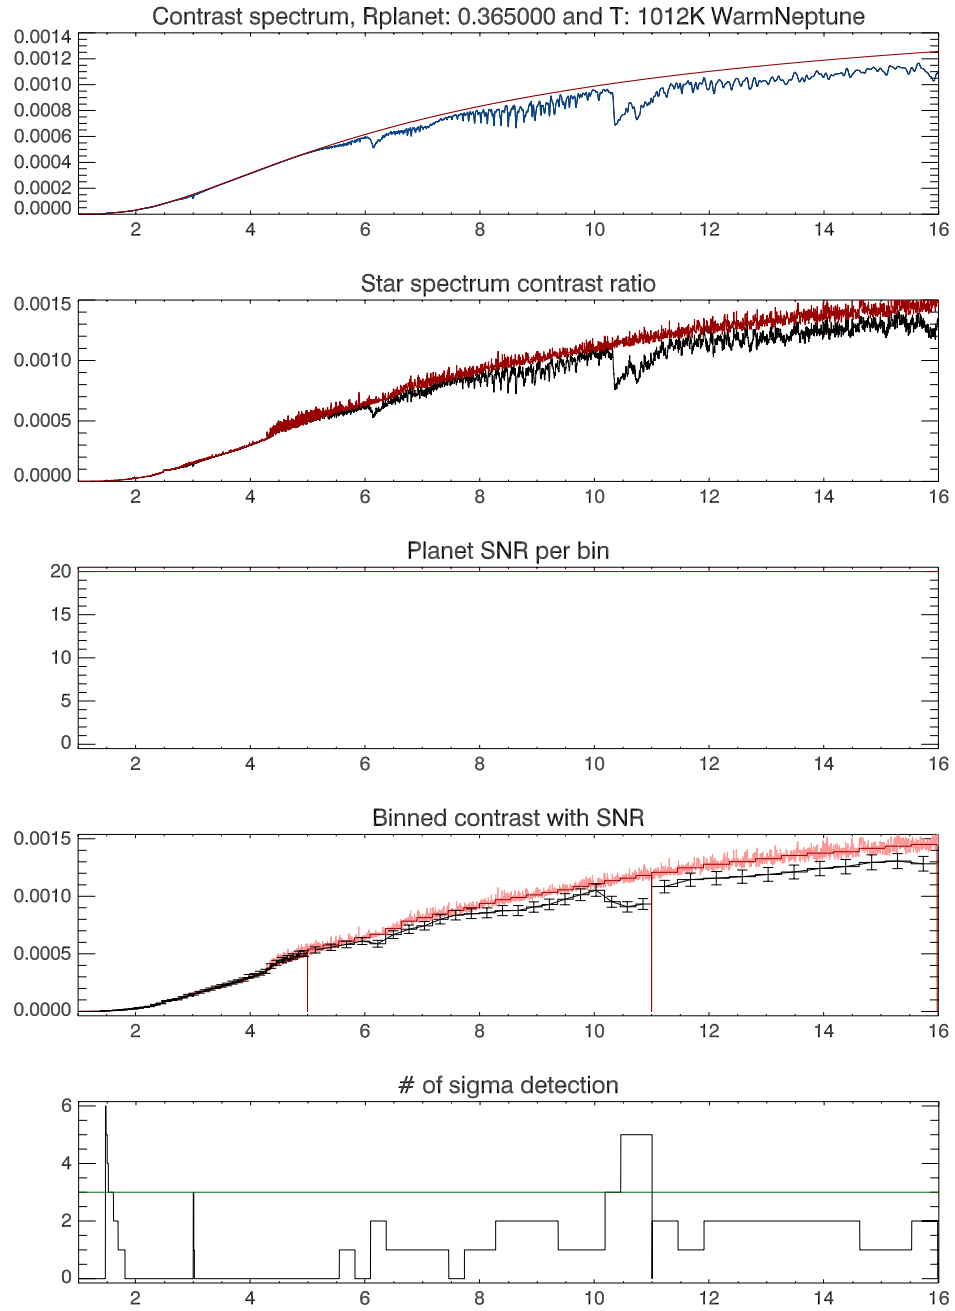 Contrast spectrum, Rplanet: 0.365000 and T: 1012K WarmNeptune
0.0014
0.0012
0.0010
0.0008
0.0006
0.0004
0.0002
0.0000
2 4 6 8 10 12 14 16
Star spectrum contrast ratio
0.0015
0.0010
0.0005
0.0000
2 4 6 8 10 12 14 16
Planet SNR per bin
20
15
10
5
0
2 4 6 8 10 12 14 16
Binned contrast with SNR
0.0015
0.0010
0.0005
0.0000
2 4 6 8 10 12 14 16
# of sigma detection
6
4
2
0
2 4 6 8 10 12 14 16